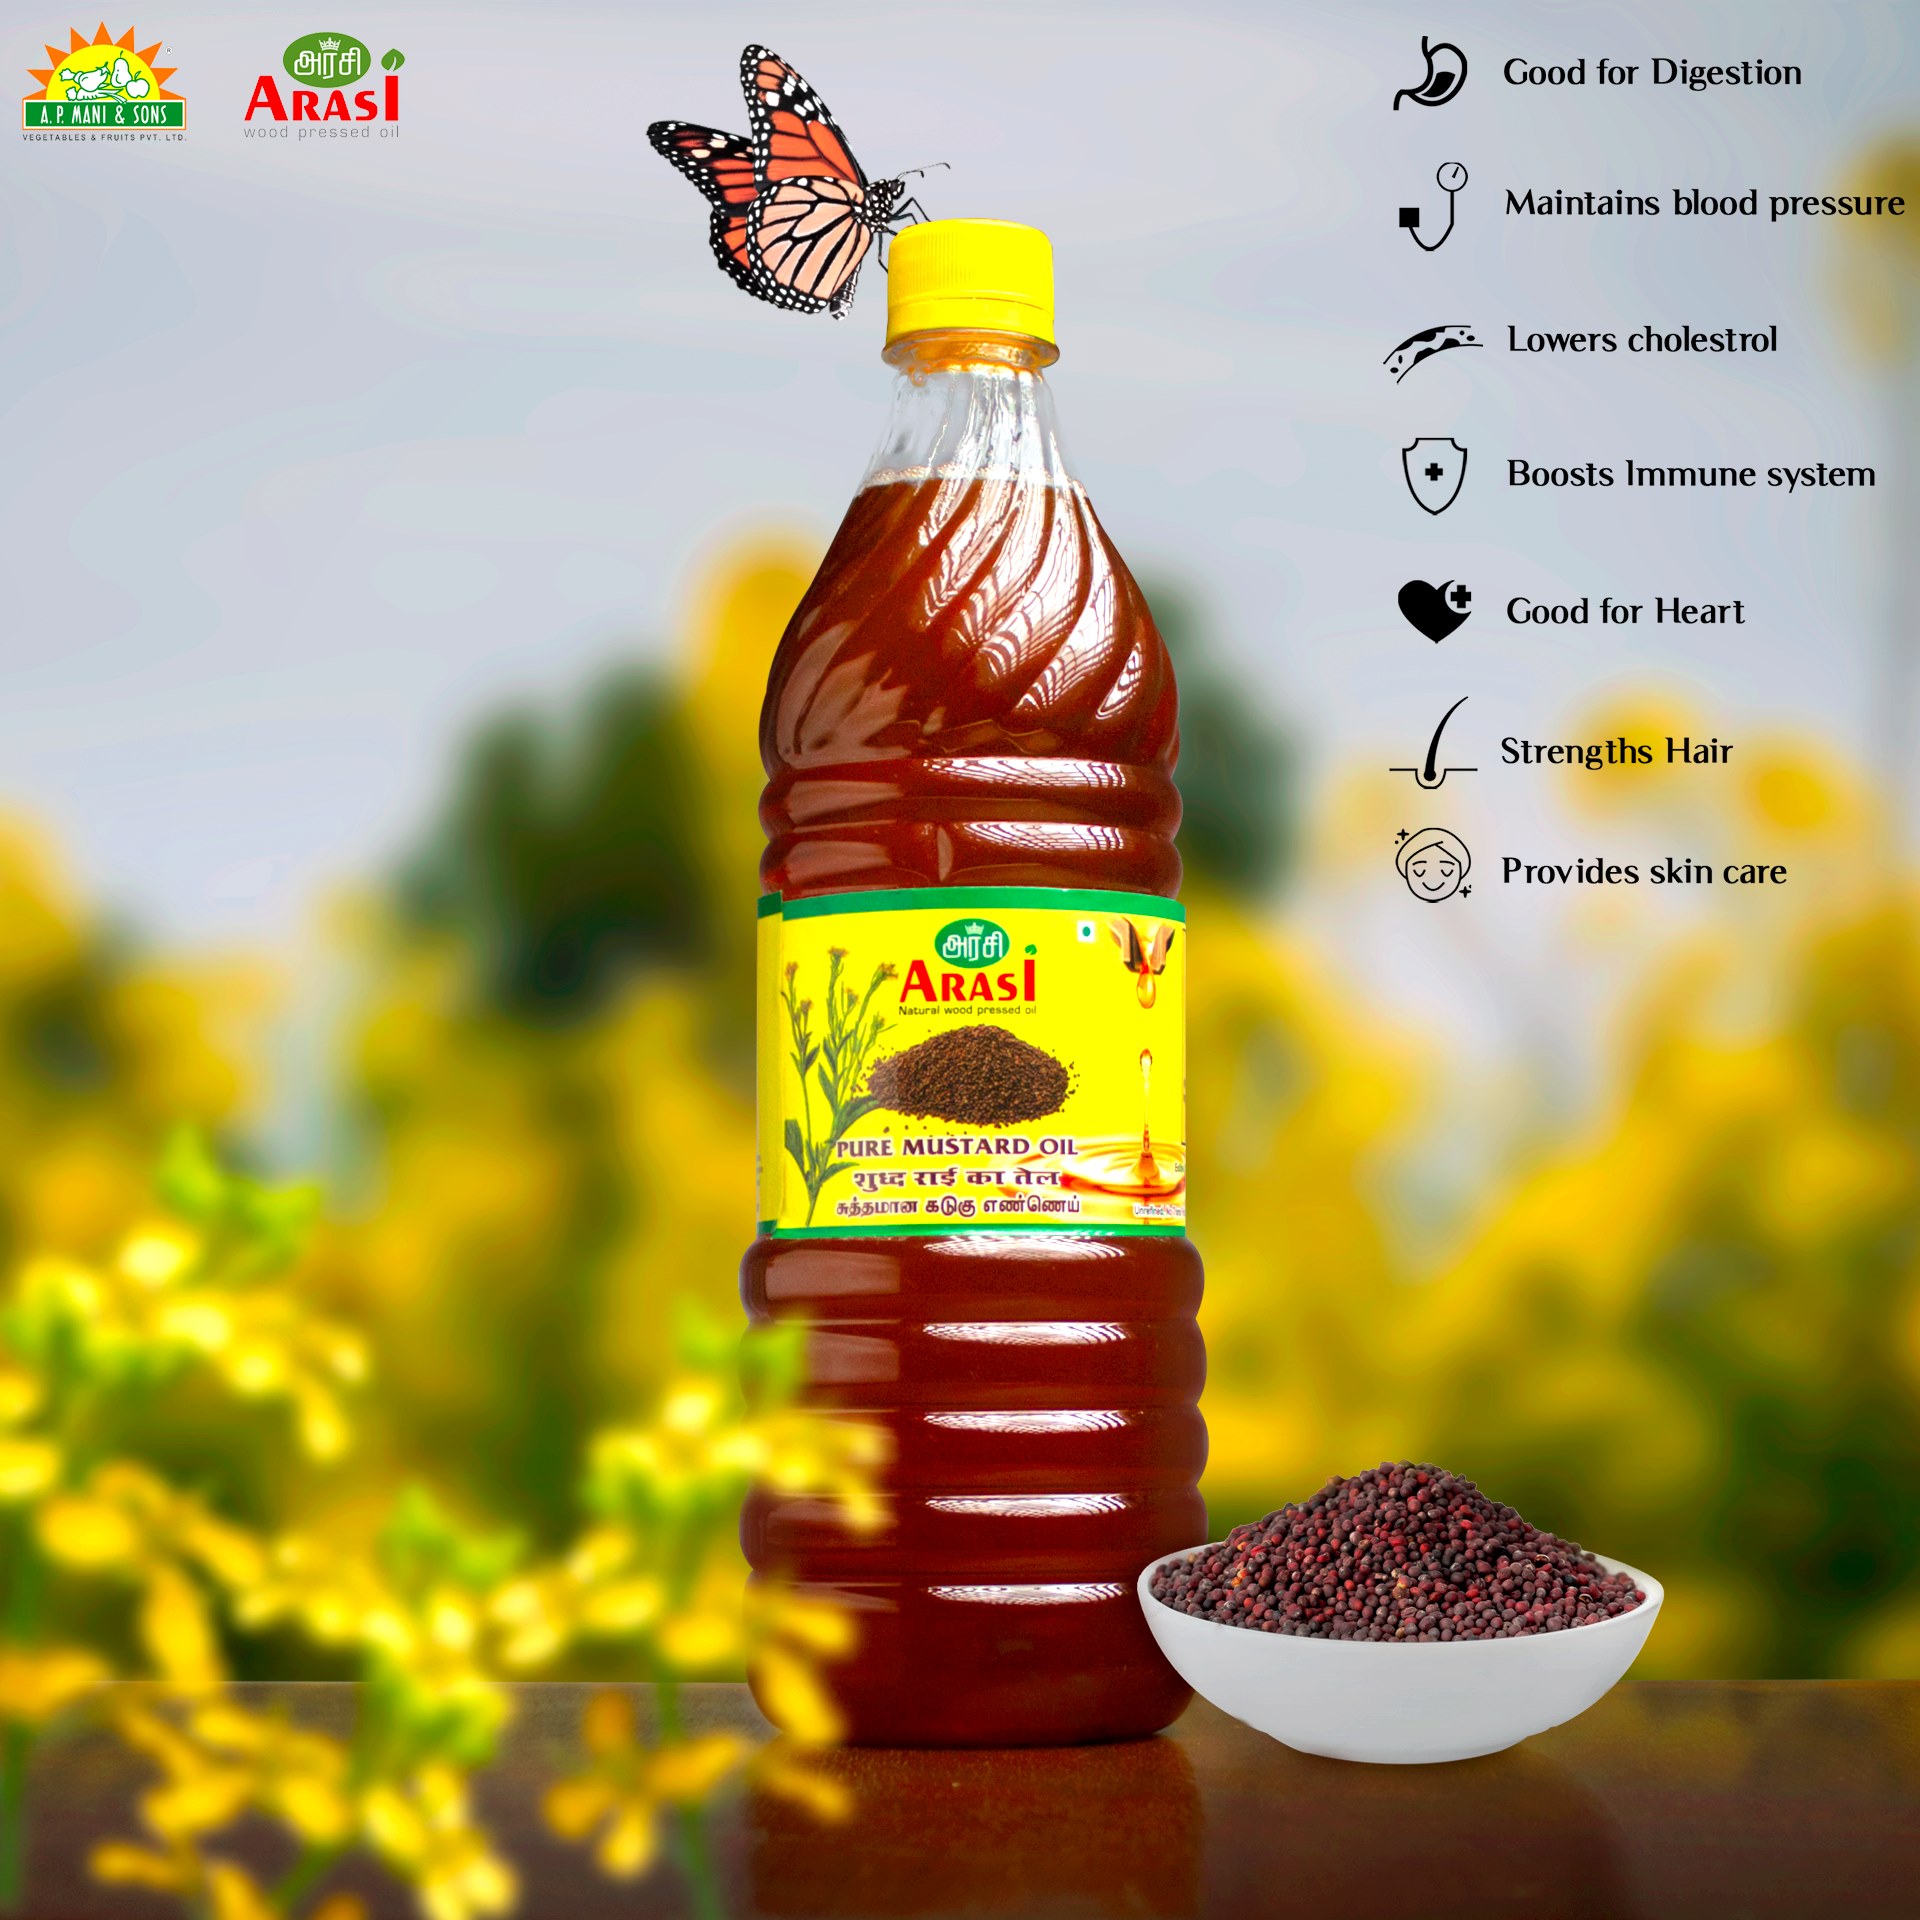 A. P. MANI & SONS
VEGETABLES & FRUITS PVT. LTD.
அரசி
ARASI
wood pressed oil
Good for Digestion
Maintains blood pressure
Lowers cholestrol
Boosts Immune system
Good for Heart
Strengths Hair
Provides skin care
அரசி
ARASI
Natural wood pressed oil
PURE MUSTARD OIL
शुध्द राई का तेल
சுத்தமான கடுகு எண்ணெய்
Unrefined